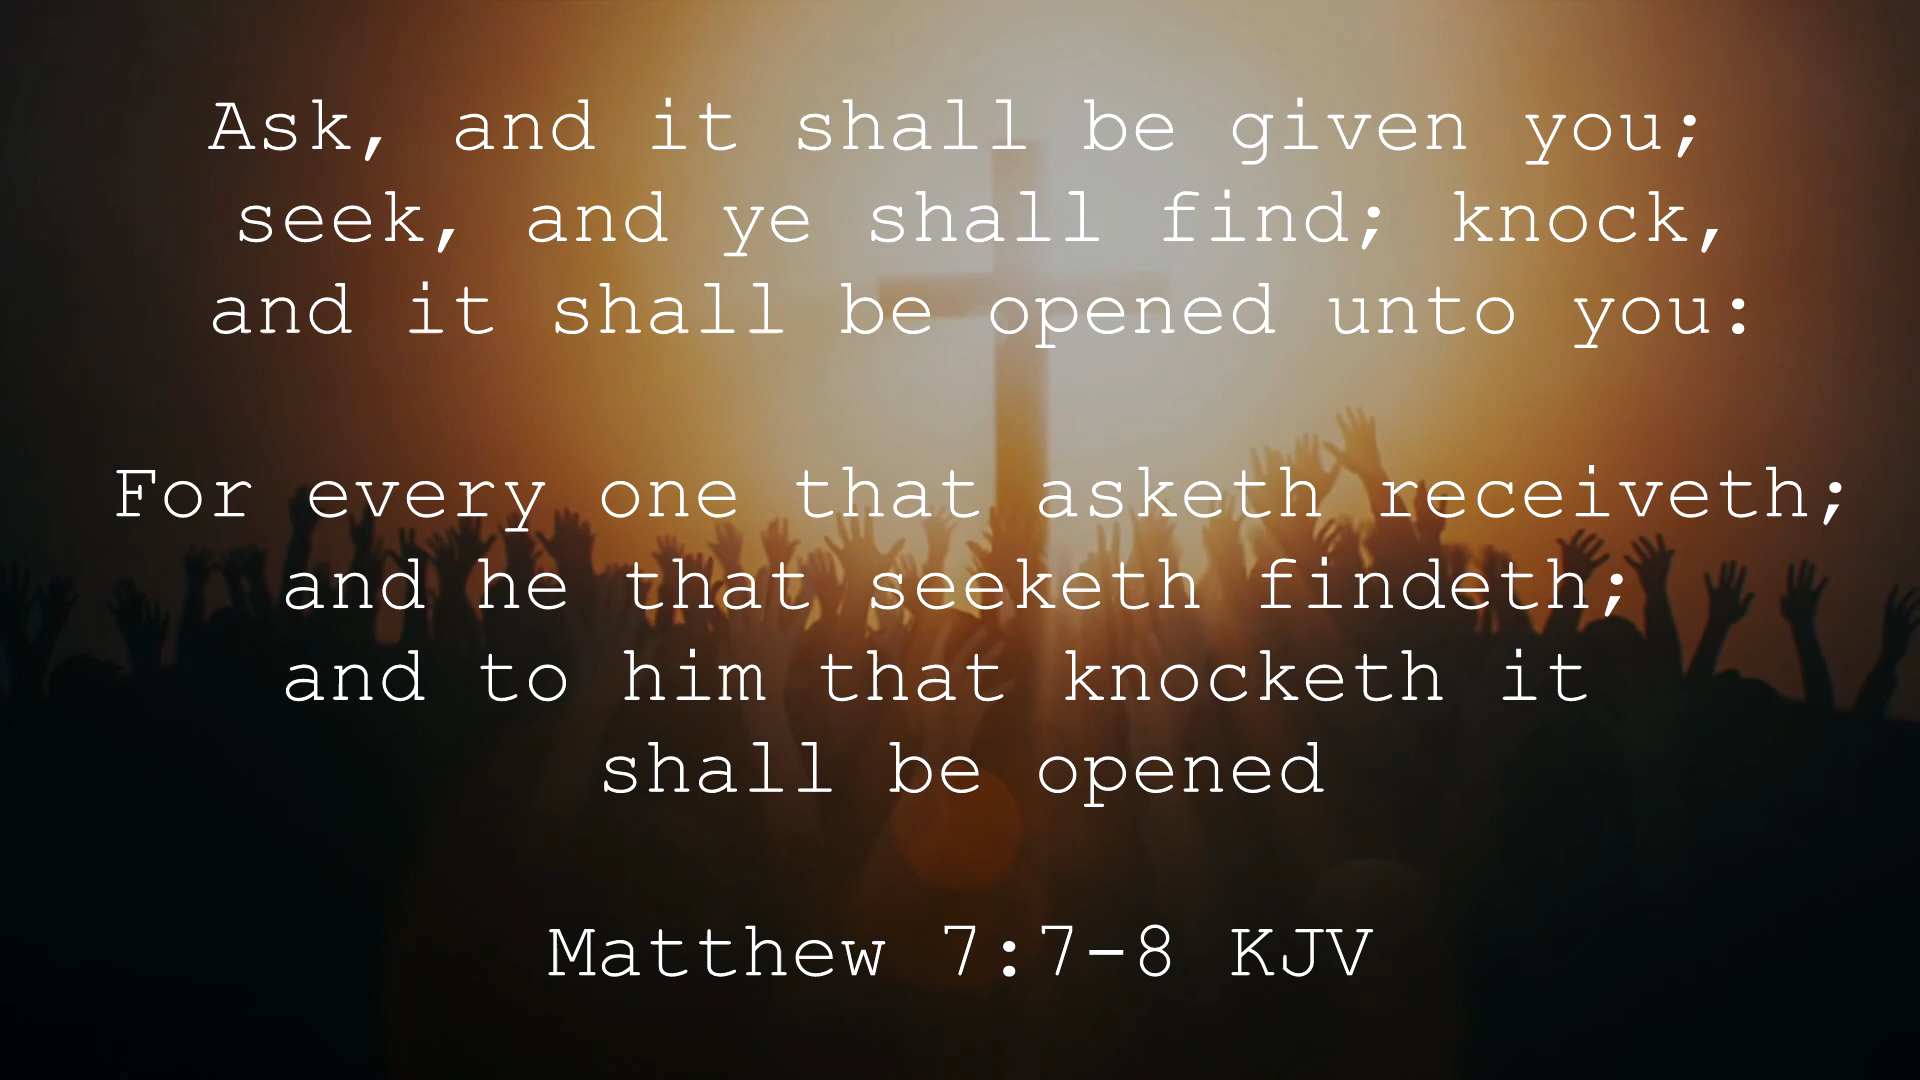 Ask, and it shall be given you;
seek, and ye shall find; knock,
and it shall be opened unto you:
For every one that asketh receiveth;
and he that seeketh findeth;
and to him that knocketh it
shall be opened
Matthew 7:7-8 KJV